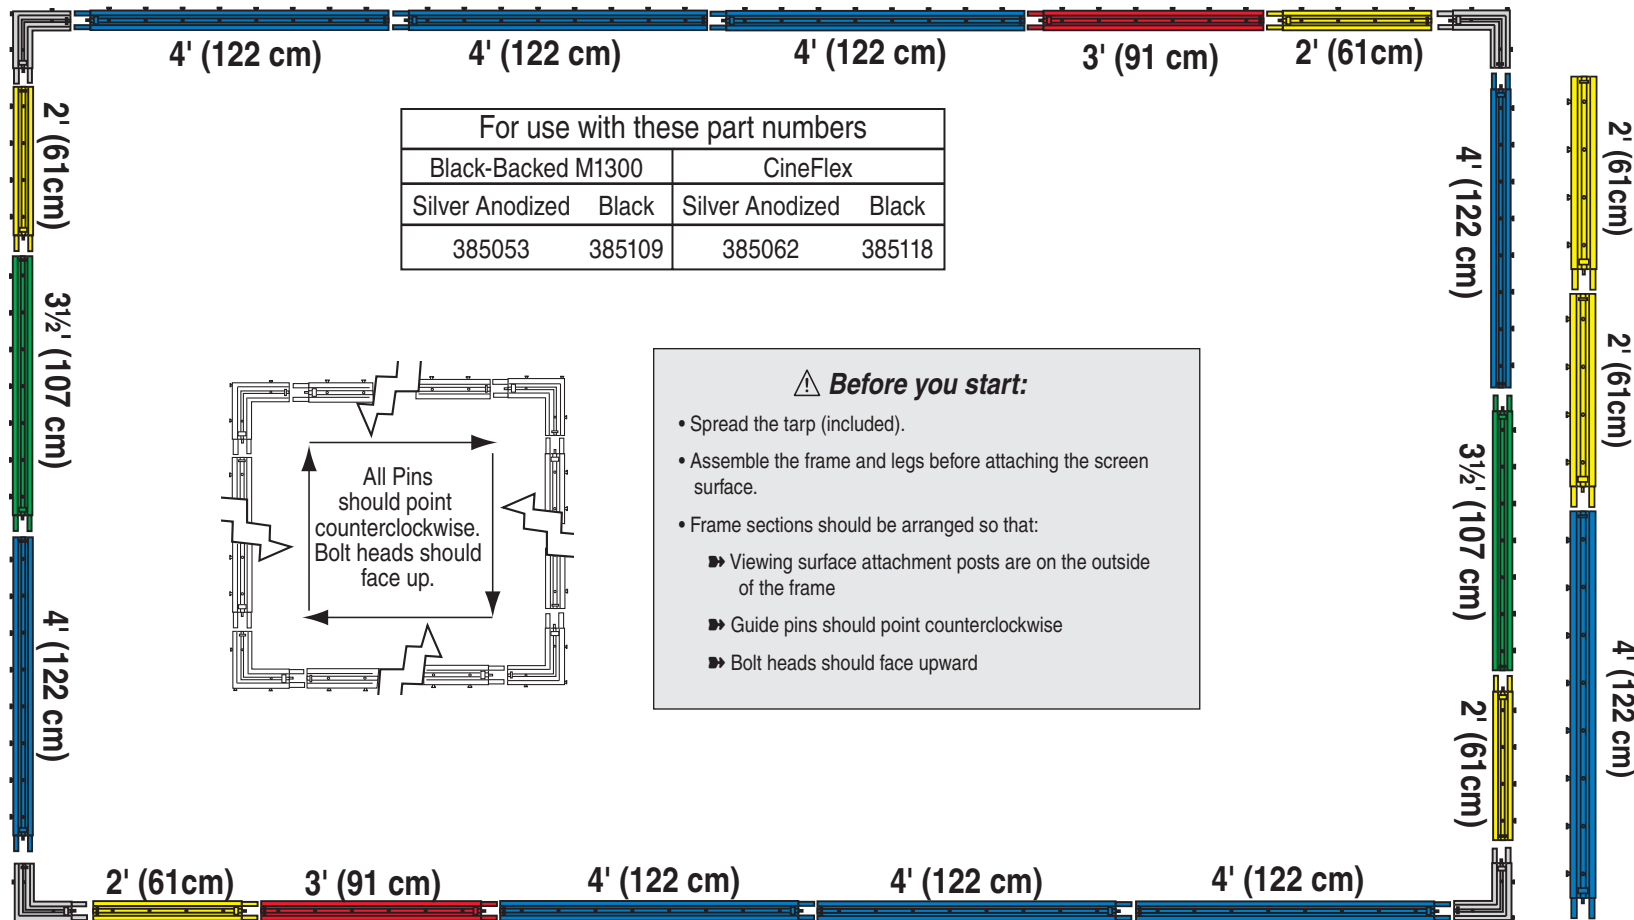 4' (122 cm)
4' (122 cm)
4' (122 cm)
3' (91 cm)
2' (61cm)
2' (61cm)
3½' (107 cm)
4' (122 cm)
For use with these part numbers
Black-Backed M1300 CineFlex
Silver Anodized Black Silver Anodized Black
385053 385109 385062 385118
All Pins
should point
counterclockwise.
Bolt heads should
face up.
⚠ Before you start:
• Spread the tarp (included).
• Assemble the frame and legs before attaching the screen
surface.
• Frame sections should be arranged so that:
➽ Viewing surface attachment posts are on the outside
of the frame
➽ Guide pins should point counterclockwise
➽ Bolt heads should face upward
4' (122 cm)
3½' (107 cm)
2' (61cm)
2' (61cm)
2' (61cm)
4' (122 cm)
2' (61cm)
3' (91 cm)
4' (122 cm)
4' (122 cm)
4' (122 cm)